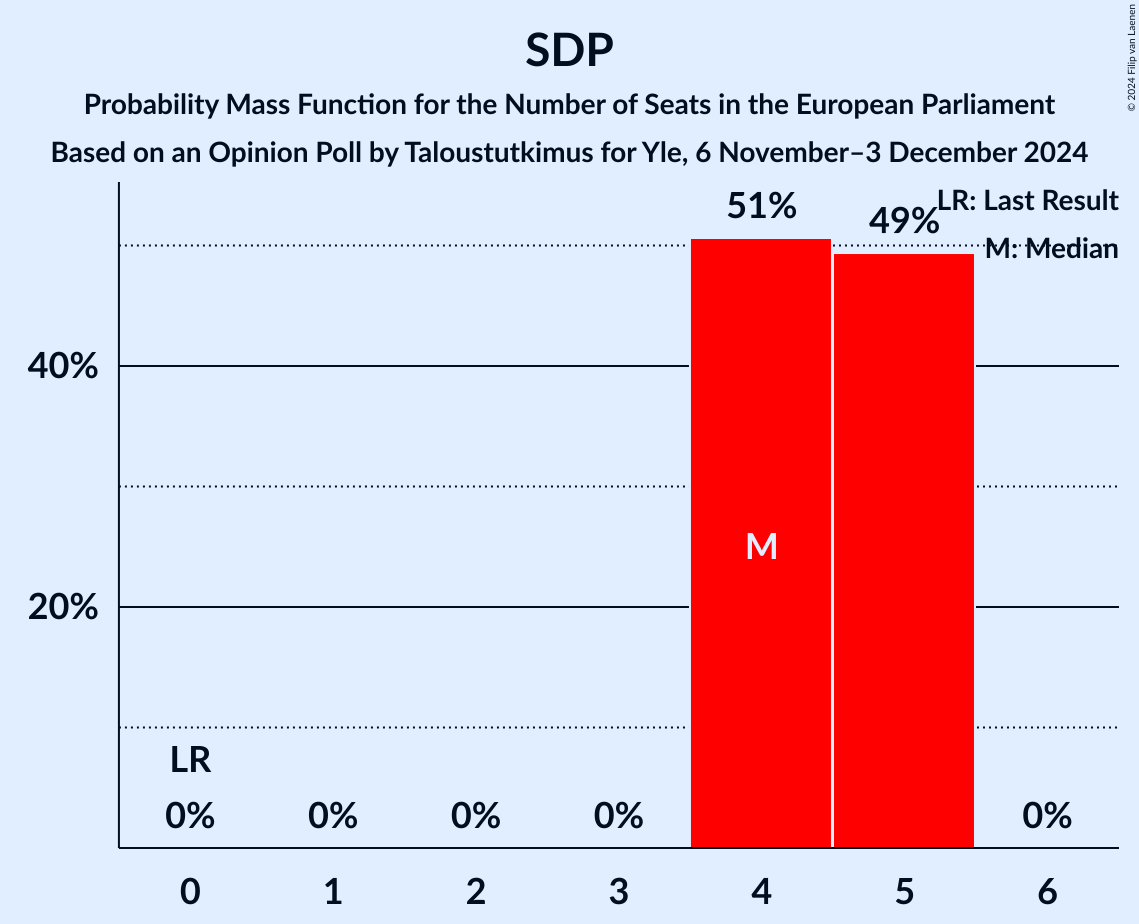 SDP
Probability Mass Function for the Number of Seats in the European Parliament
Based on an Opinion Poll by Taloustutkimus for Yle, 6 November–3 December 2024
© 2024 Filip van Laenen
LR: Last Result
M: Median
51%
49%
40%
20%
M
LR
0%
0%
0%
0%
0%
0
1
2
3
4
5
6